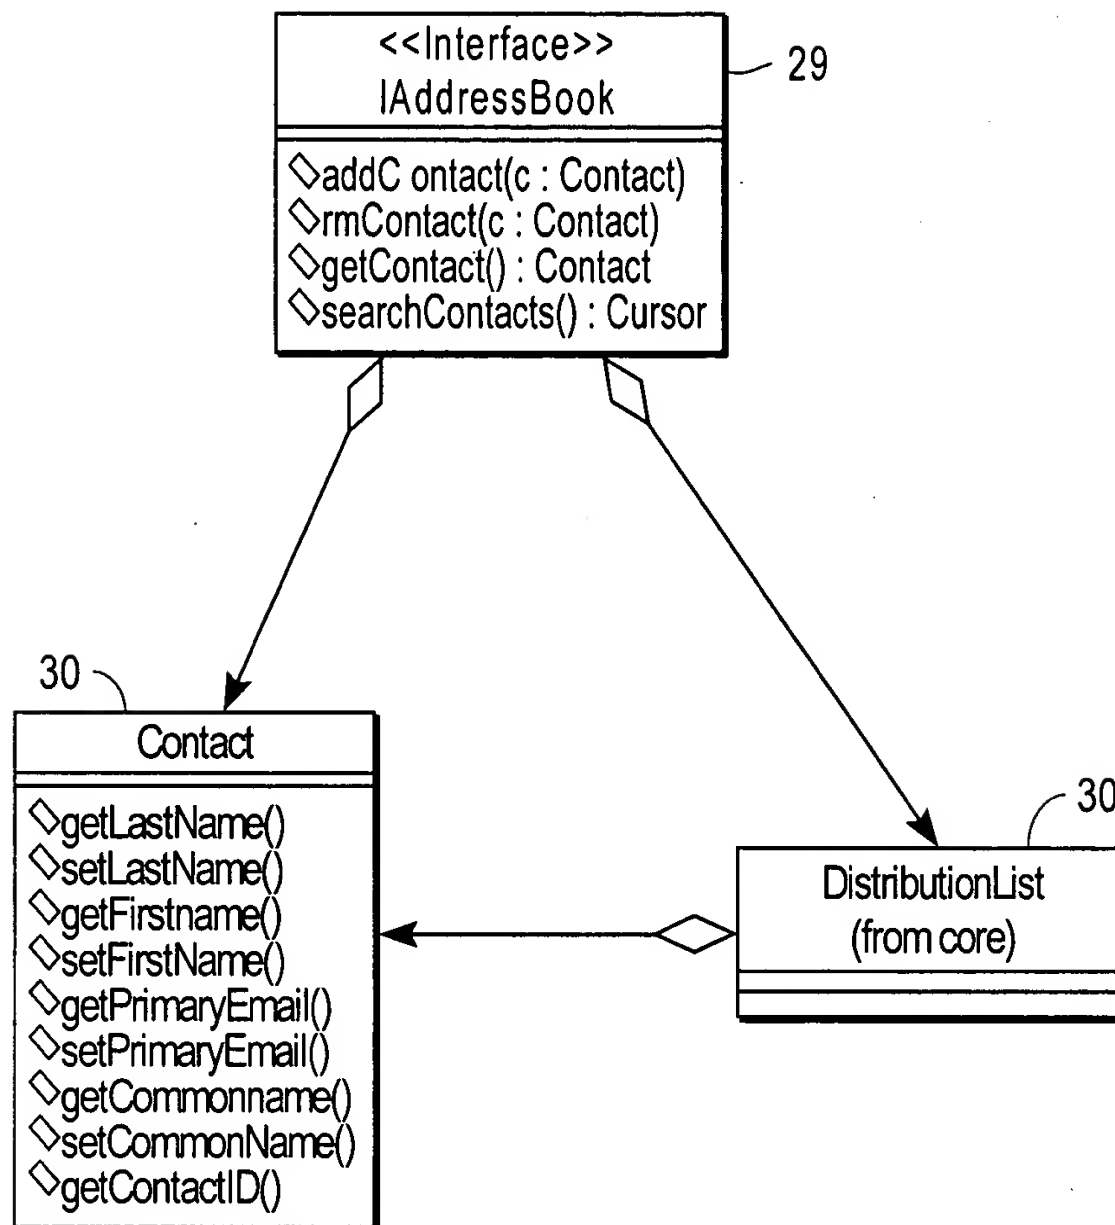 <<Interface>>
IAddressBook
29
addC ontact(c : Contact)
rmContact(c : Contact)
getContact() : Contact
searchContacts() : Cursor
30
Contact
getLastName()
setLastName()
getFirstname()
setFirstName()
getPrimaryEmail()
setPrimaryEmail()
getCommonname()
setCommonName()
getContactID()
30
DistributionList
(from core)